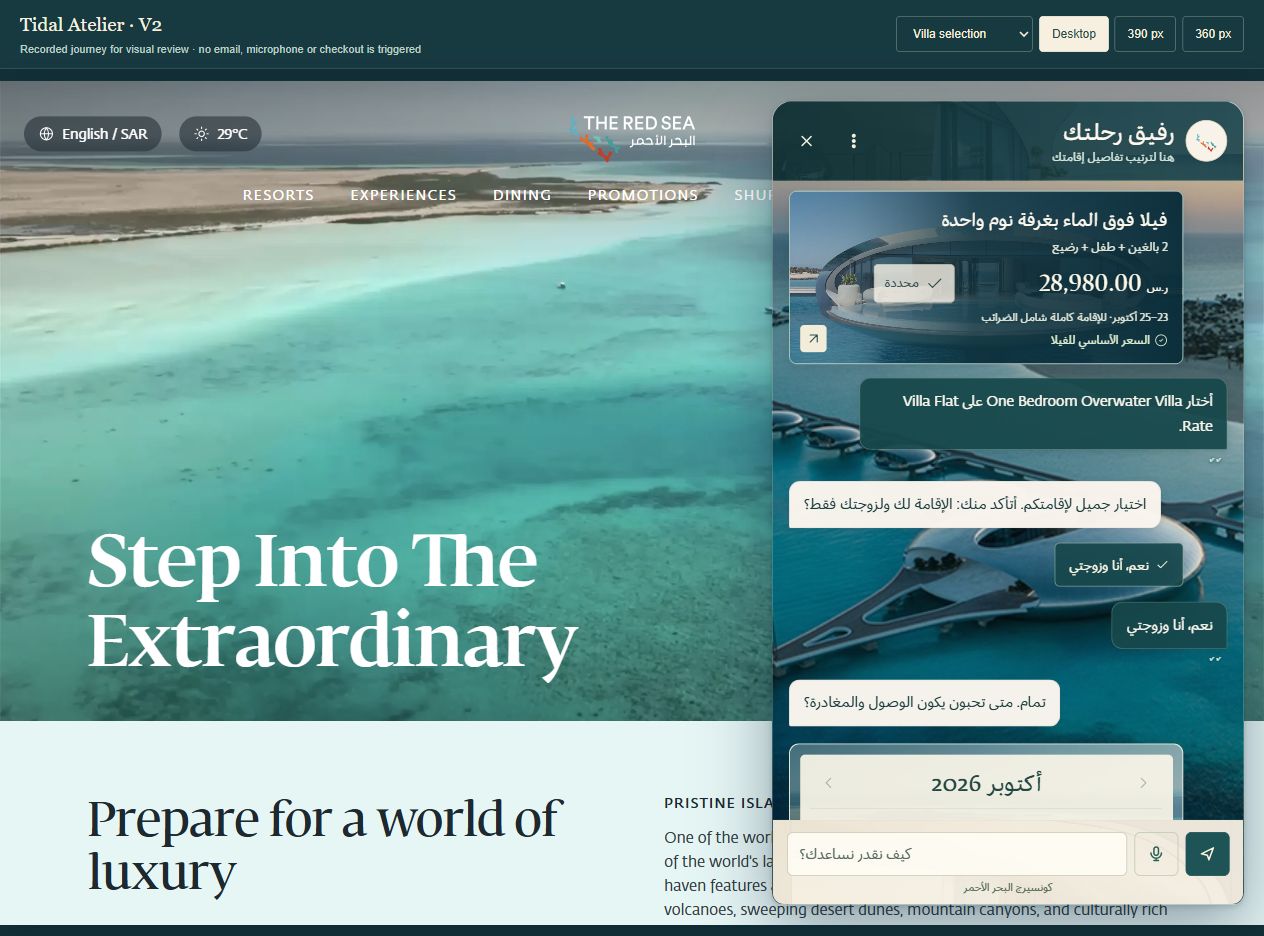 Tidal Atelier · V2
Recorded journey for visual review · no email, microphone or checkout is triggered
Villa selection
Desktop
390 px
360 px
English / SAR
29°C
THE RED SEA
البحر الأحمر
RESORTS
EXPERIENCES
DINING
PROMOTIONS
Step Into The
Extraordinary
Prepare for a world of
luxury
PRISTINE ISLA
One of the worl
of the world's la
haven features
volcanoes, sweeping desert dunes, mountain canyons, and culturally rich
رفيق رحلتك
هنا لترتيب تفاصيل إقامتك
فيلا فوق الماء بغرفة نوم واحدة
2 بالغين + طفل + رضيع
ر.س 28,980.00
محددة
23–25 أكتوبر· للإقامة كاملة شامل الضرائب
السعر الأساسي للفيلا
أختار One Bedroom Overwater Villa على Villa Flat
Rate.
اختيار جميل لإقامتكم. أتأكد منك: الإقامة لك ولزوجتك فقط؟
نعم، أنا وزوجتي
نعم، أنا وزوجتي
تمام. متى تحبون يكون الوصول والمغادرة؟
أكتوبر 2026
كيف نقدر نساعدك؟
كونسيرج البحر الأحمر